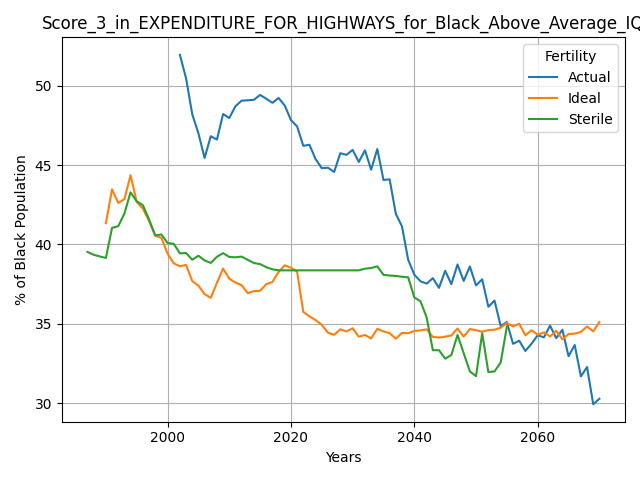 Score_3_in_EXPENDITURE_FOR_HIGHWAYS_for_Black_Above_Average_IQ
Fertility
Actual
Ideal
Sterile
% of Black Population
50
45
40
35
30
2000 2020 2040 2060
Years